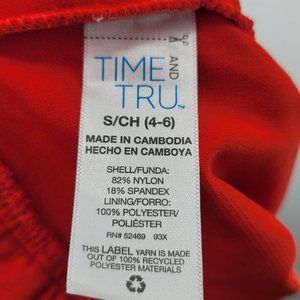 TIME AND
TRU™
S/CH (4-6)
MADE IN CAMBODIA
HECHO EN CAMBOYA
SHELL/FUNDA:
82% NYLON
18% SPANDEX
LINING/FORRO:
100% POLYESTER/
POLIÉSTER
RN# 52469 93X
THIS LABEL YARN IS MADE
OUT OF 100% RECYCLED
POLYESTER MATERIALS